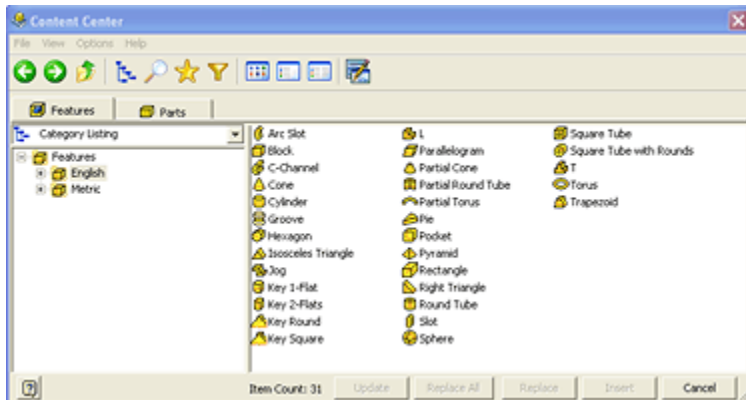 Content Center
File View Options Help
Features Parts
Category Listing
Features
English
Metric
Arc Slot
Block
C-Channel
Cone
Cylinder
Groove
Hexagon
Isosceles Triangle
Jog
Key 1-Flat
Key 2-Flats
Key Round
Key Square
L
Parallelogram
Partial Cone
Partial Round Tube
Partial Torus
Pie
Pocket
Pyramid
Rectangle
Right Triangle
Round Tube
Slot
Sphere
Square Tube
Square Tube with Rounds
T
Torus
Trapezoid
Item Count: 31 Update Replace All Replace Insert Cancel